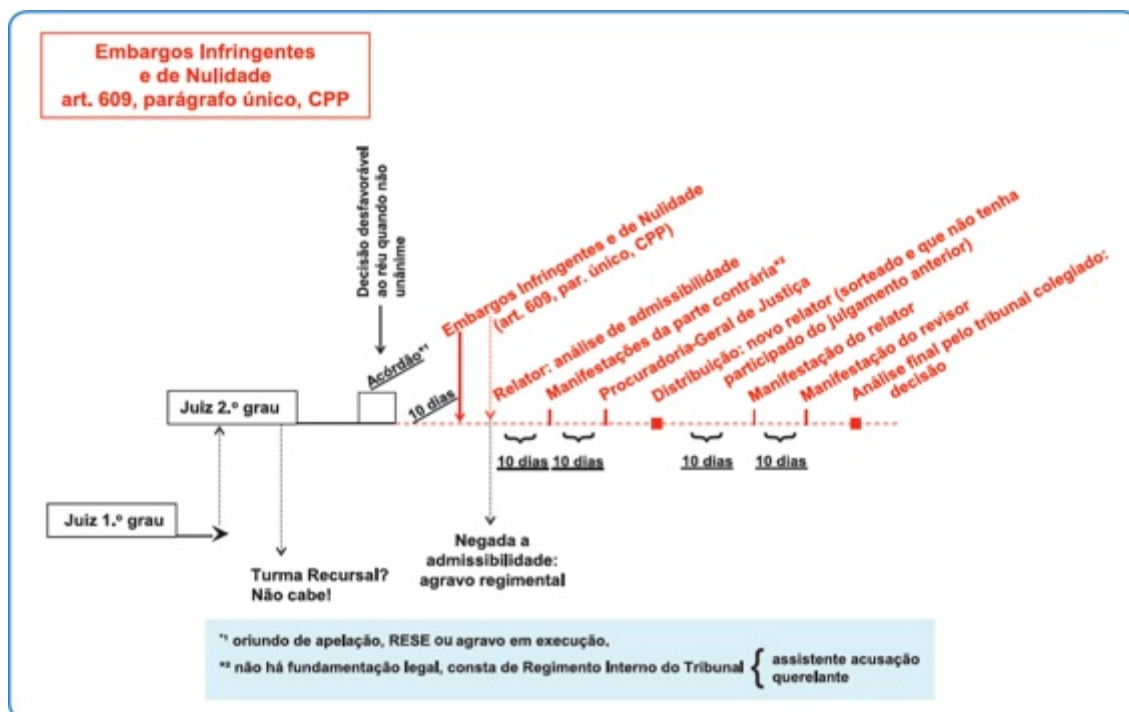 Embargos Infringentes
e de Nulidade
art. 609, parágrafo único, CPP
Decisão desfavorável
ao réu quando não
unânime
Acórdão*¹
10 dias
Embargos Infringentes e de Nulidade
(art. 609, par. único, CPP)
Relator: análise de admissibilidade
Manifestações da parte contrária*²
Procuradoria-Geral de Justiça
Distribuição: novo relator (sorteado e que não tenha
participado do julgamento anterior)
Manifestação do relator
Manifestação do revisor
Análise final pelo tribunal colegiado:
decisão
Juiz 2.º grau
10 dias
10 dias
10 dias
10 dias
Juiz 1.º grau
Turma Recursal?
Não cabe!
Negada a
admissibilidade:
agravo regimental
*¹ oriundo de apelação, RESE ou agravo em execução.
*² não há fundamentação legal, consta de Regimento Interno do Tribunal { assistente acusação
querelante